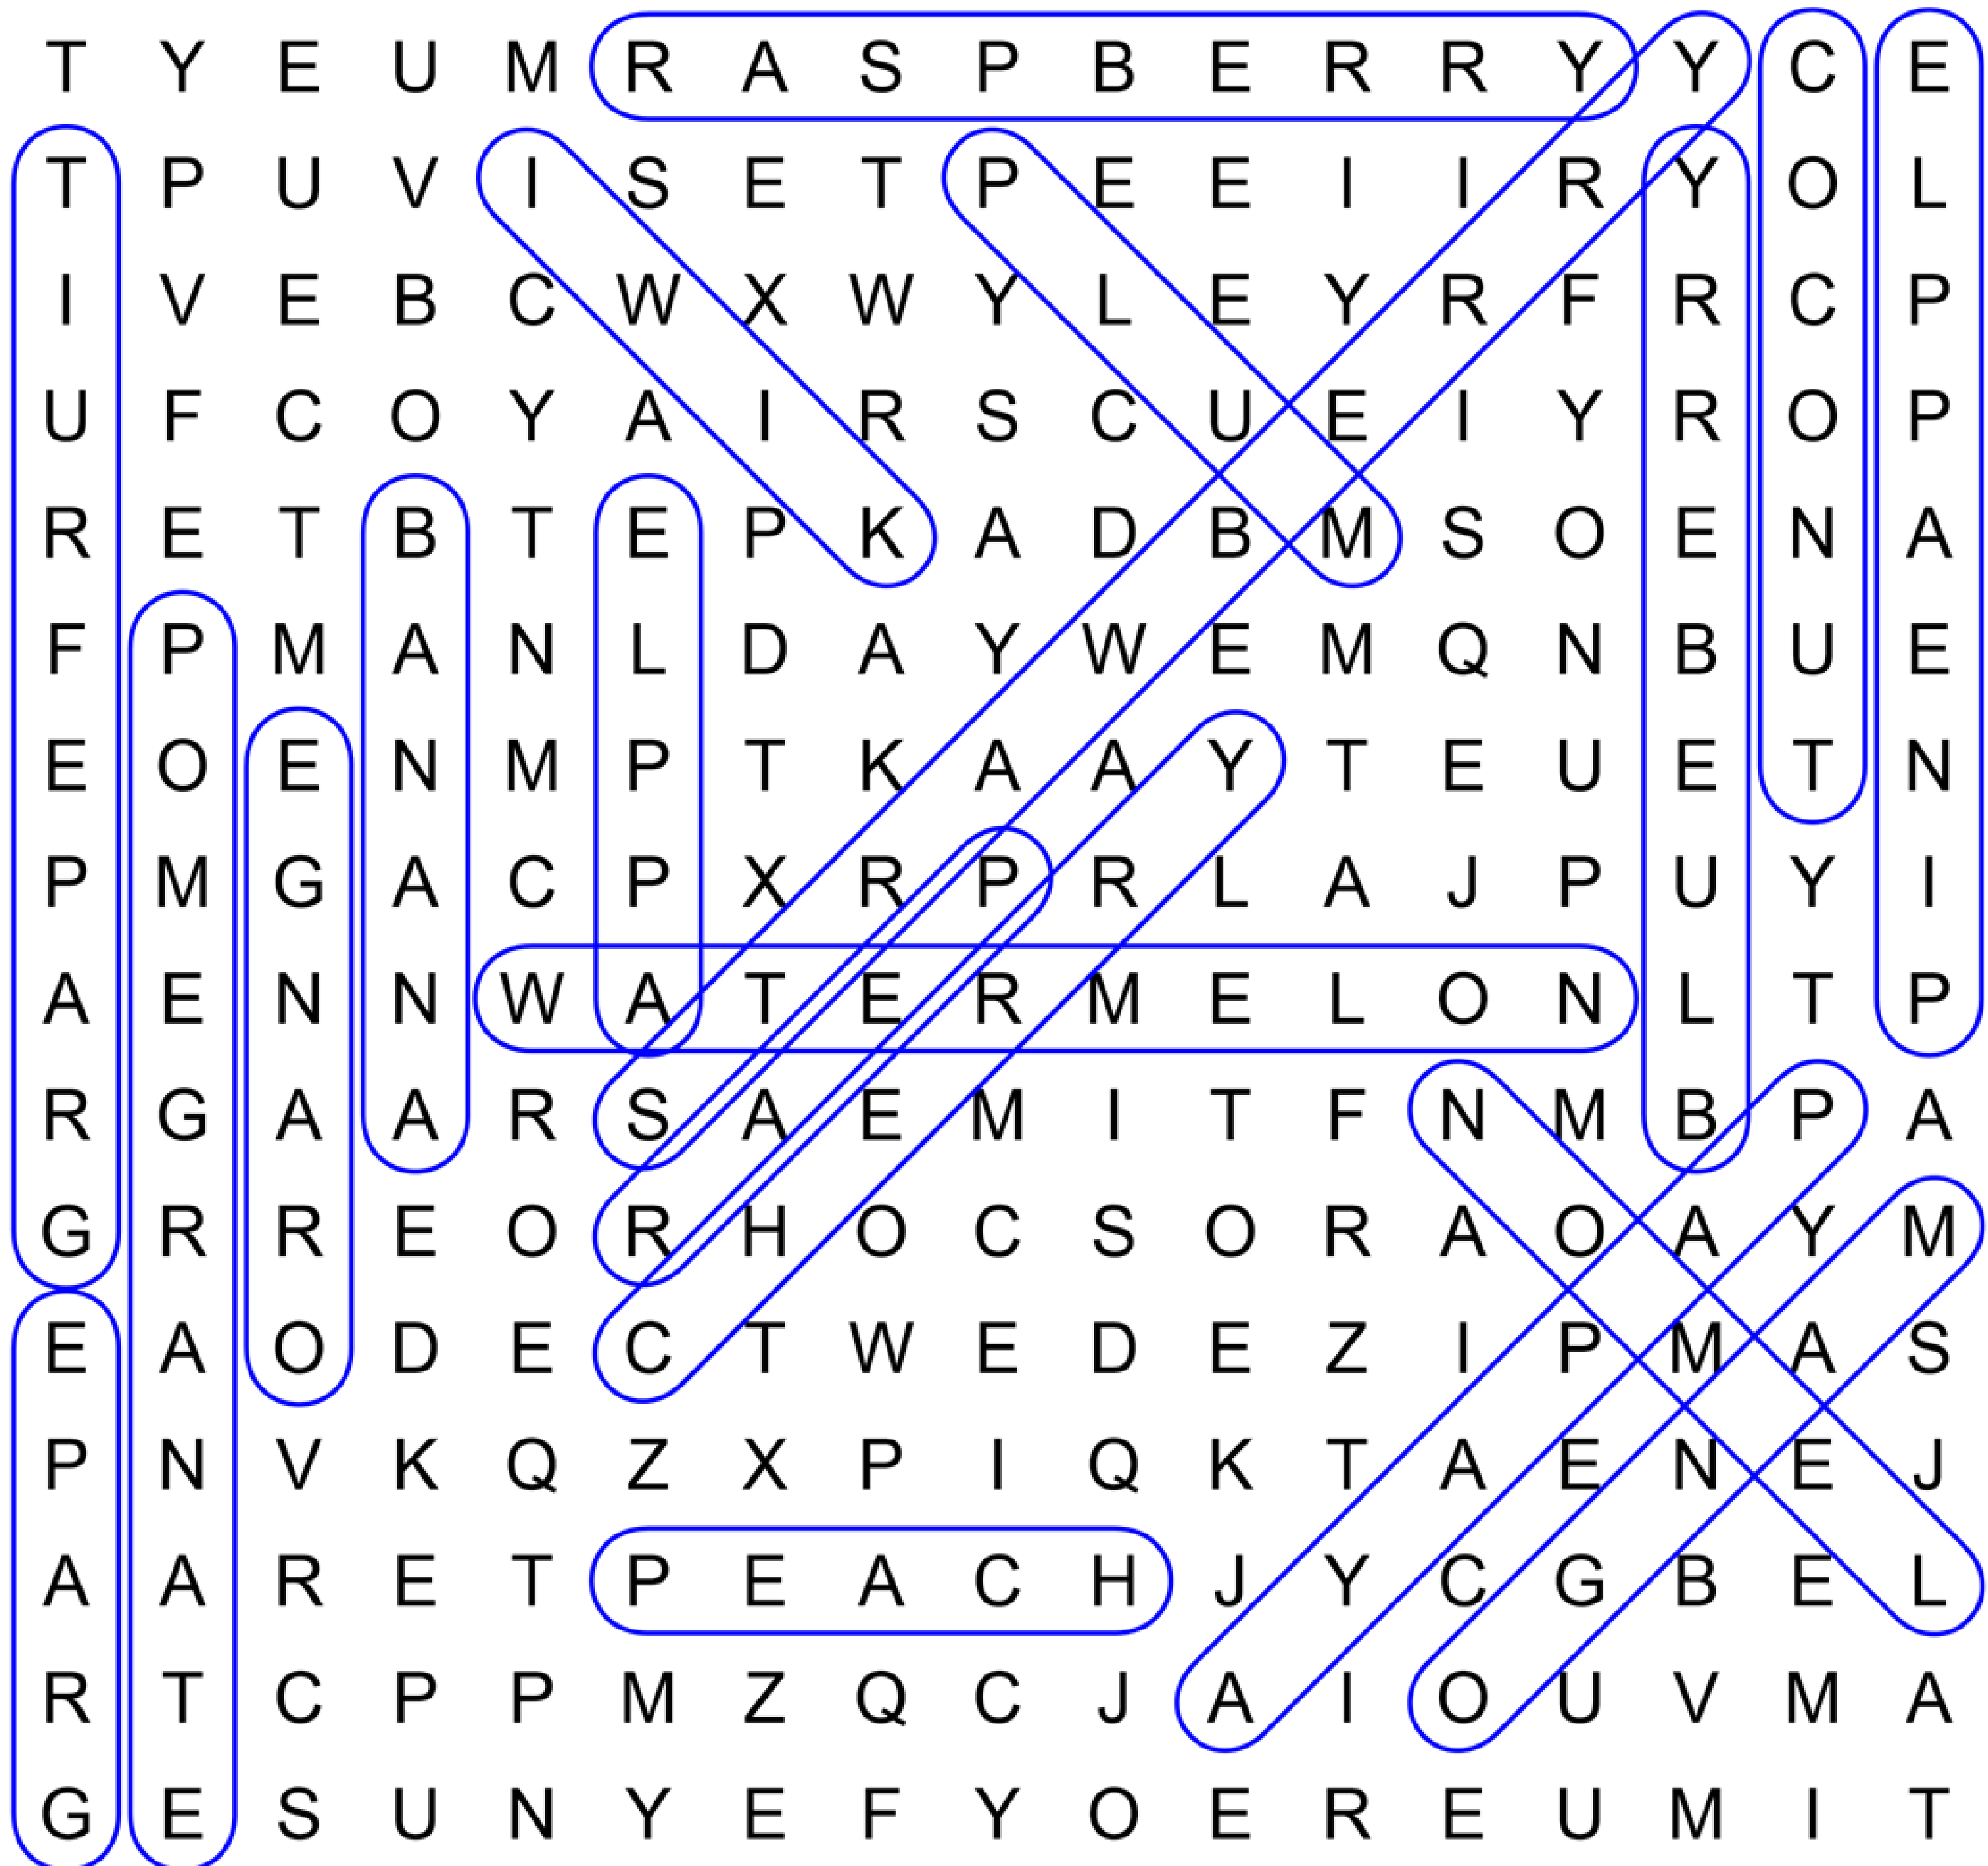 T Y E U M R A S P B E R R Y Y C E
T P U V I S E T P E E I I R Y O L
I V E B C W X W Y L E Y R F R C P
U F C O Y A I R S C U E I Y R O P
R E T B T E P K A D B M S O E N A
F P M A N L D A Y W E M Q N B U E
E O E N M P T K A A Y T E U E T N
P M G A C P X R P R L A J P U Y I
A E N N W A T E R M E L O N L T P
R G A A R S A E M I T F N M B P A
G R R E O R H O C S O R A O A Y M
E A O D E C T W E D E Z I P M A S
P N V K Q Z X P I Q K T A E N E J
A A R E T P E A C H J Y C G B E L
R T C P P M Z Q C J A I O U V M A
G E S U N Y E F Y O E R E U M I T